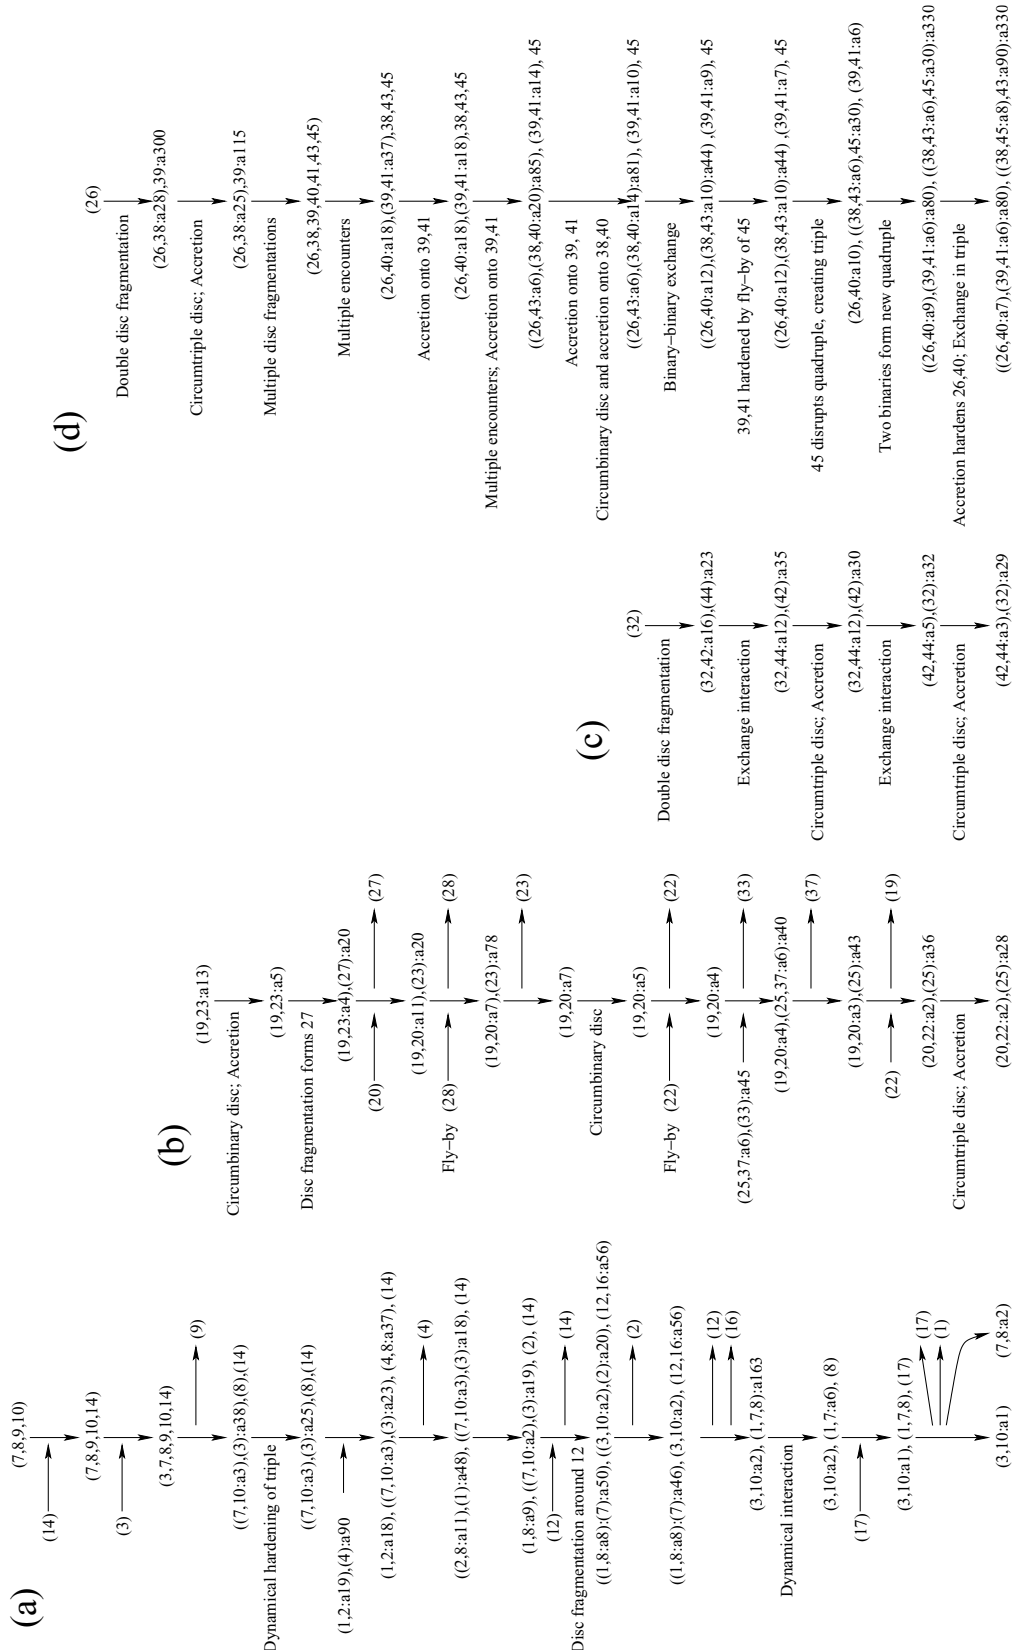 (a)
(7,8,9,10)
(14)
(7,8,9,10,14)
(3)
(3,7,8,9,10,14)
(9)
((7,10:a3),(3):a38),(8),(14)
Dynamical hardening of triple
((7,10:a3),(3):a25),(8),(14)
(1,2:a19),(4):a90
(1,2:a18), ((7,10:a3),(3):a23), (4,8:a37), (14)
(4)
((2,8:a11),(1):a48), ((7,10:a3),(3):a18), (14)
(1,8:a9), ((7,10:a2),(3):a19), (2), (14)
(12)
(14)
Disc fragmentation around 12
((1,8:a8):(7):a50), ((3,10:a2),(2):a20), (12,16:a56)
(2)
((1,8:a8):(7):a46), (3,10:a2), (12,16:a56)
(12)
(16)
(3,10:a2), (1,7,8):a163
Dynamical interaction
(3,10:a2), (1,7:a6), (8)
(17)
(3,10:a1), (1,7,8), (17)
(17)
(1)
(7,8:a2)
(3,10:a1)
(b)
(19,23:a13)
Circumbinary disc; Accretion
(19,23:a5)
Disc fragmentation forms 27
(19,23:a4),(27):a20
(20)
(27)
(19,20:a11),(23):a20
Fly−by (28)
(28)
(19,20:a7),(23):a78
(23)
(19,20:a7)
Circumbinary disc
(19,20:a5)
Fly−by (22)
(22)
(19,20:a4)
(25,37:a6),(33):a45
(33)
(19,20:a4),(25,37:a6):a40
(37)
(19,20:a3),(25):a43
(22)
(19)
(20,22:a2),(25):a36
Circumtriple disc; Accretion
(20,22:a2),(25):a28
(c)
(32)
Double disc fragmentation
(32,42:a16),(44):a23
Exchange interaction
(32,44:a12),(42):a35
Circumtriple disc; Accretion
(32,44:a12),(42):a30
Exchange interaction
(42,44:a5),(32):a32
Circumtriple disc; Accretion
(42,44:a3),(32):a29
(d)
(26)
Double disc fragmentation
(26,38:a28),39:a300
Circumtriple disc; Accretion
(26,38:a25),39:a115
Multiple disc fragmentations
(26,38,39,40,41,43,45)
Multiple encounters
(26,40:a18),(39,41:a37),38,43,45
Accretion onto 39,41
(26,40:a18),(39,41:a18),38,43,45
Multiple encounters; Accretion onto 39,41
((26,43:a6),(38,40:a20):a85), (39,41:a14), 45
Accretion onto 39, 41
Circumbinary disc and accretion onto 38,40
((26,43:a6),(38,40:a14):a81), (39,41:a10), 45
Binary−binary exchange
((26,40:a12),(38,43:a10):a44) ,(39,41:a9), 45
39,41 hardened by fly−by of 45
((26,40:a12),(38,43:a10):a44) ,(39,41:a7), 45
45 disrupts quadruple, creating triple
(26,40:a10), ((38,43:a6),45:a30), (39,41:a6)
Two binaries form new quadruple
((26,40:a9),(39,41:a6):a80), ((38,43:a6),45:a30):a330
Accretion hardens 26,40; Exchange in triple
((26,40:a7),(39,41:a6):a80), ((38,45:a8),43:a90):a330